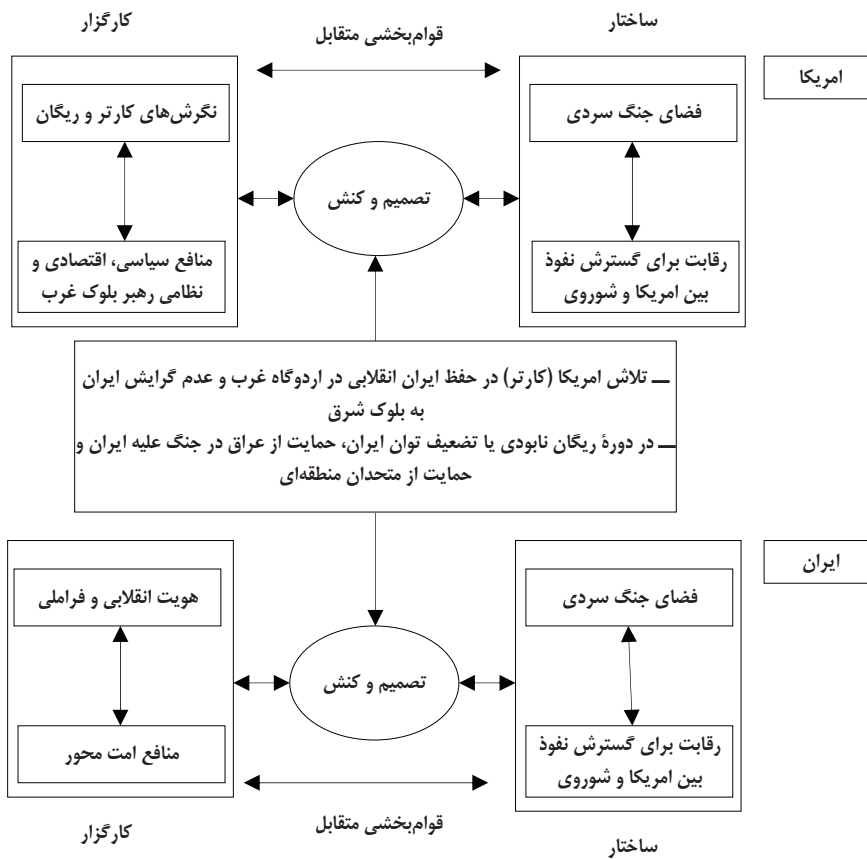 ساختار
قوام‌بخشی متقابل
کارگزار
امریکا
فضای جنگ سردی
رقابت برای گسترش نفوذ
بین امریکا و شوروی
تصمیم و کنش
نگرش‌های کارتر و ریگان
منافع سیاسی، اقتصادی و
نظامی رهبر بلوک غرب
ـــ تلاش امریکا (کارتر) در حفظ ایران انقلابی در اردوگاه غرب و عدم گرایش ایران
به بلوک شرق
ـــ در دورهٔ ریگان نابودی یا تضعیف توان ایران، حمایت از عراق در جنگ علیه ایران و
حمایت از متحدان منطقه‌ای
ایران
فضای جنگ سردی
رقابت برای گسترش نفوذ
بین امریکا و شوروی
تصمیم و کنش
هویت انقلابی و فراملی
منافع امت محور
ساختار
قوام‌بخشی متقابل
کارگزار